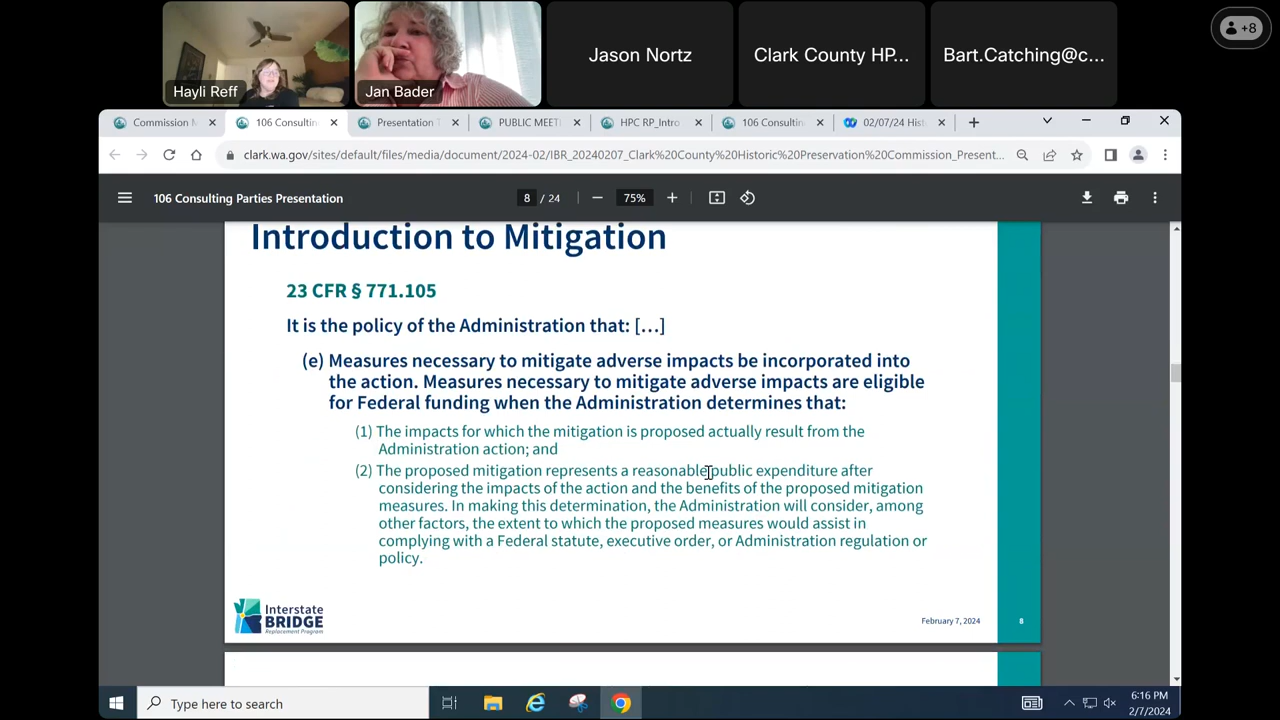 Hayli Reff
Jan Bader
Jason Nortz
Clark County HP...
Bart.Catching@c...
+8
Commission M
106 Consultin
Presentation T
PUBLIC MEET
HPC RP_Intro
106 Consultin
02/07/24 Hist
clark.wa.gov/sites/default/files/media/document/2024-02/IBR_20240207_Clark%20County%20Historic%20Preservation%20Commission_Present...
106 Consulting Parties Presentation
8 / 24
75%
Introduction to Mitigation
23 CFR § 771.105
It is the policy of the Administration that: [...]
(e) Measures necessary to mitigate adverse impacts be incorporated into
the action. Measures necessary to mitigate adverse impacts are eligible
for Federal funding when the Administration determines that:
(1) The impacts for which the mitigation is proposed actually result from the
Administration action; and
(2) The proposed mitigation represents a reasonable public expenditure after
considering the impacts of the action and the benefits of the proposed mitigation
measures. In making this determination, the Administration will consider, among
other factors, the extent to which the proposed measures would assist in
complying with a Federal statute, executive order, or Administration regulation or
policy.
Interstate
BRIDGE
Replacement Program
February 7, 2024
8
Type here to search
6:16 PM
2/7/2024